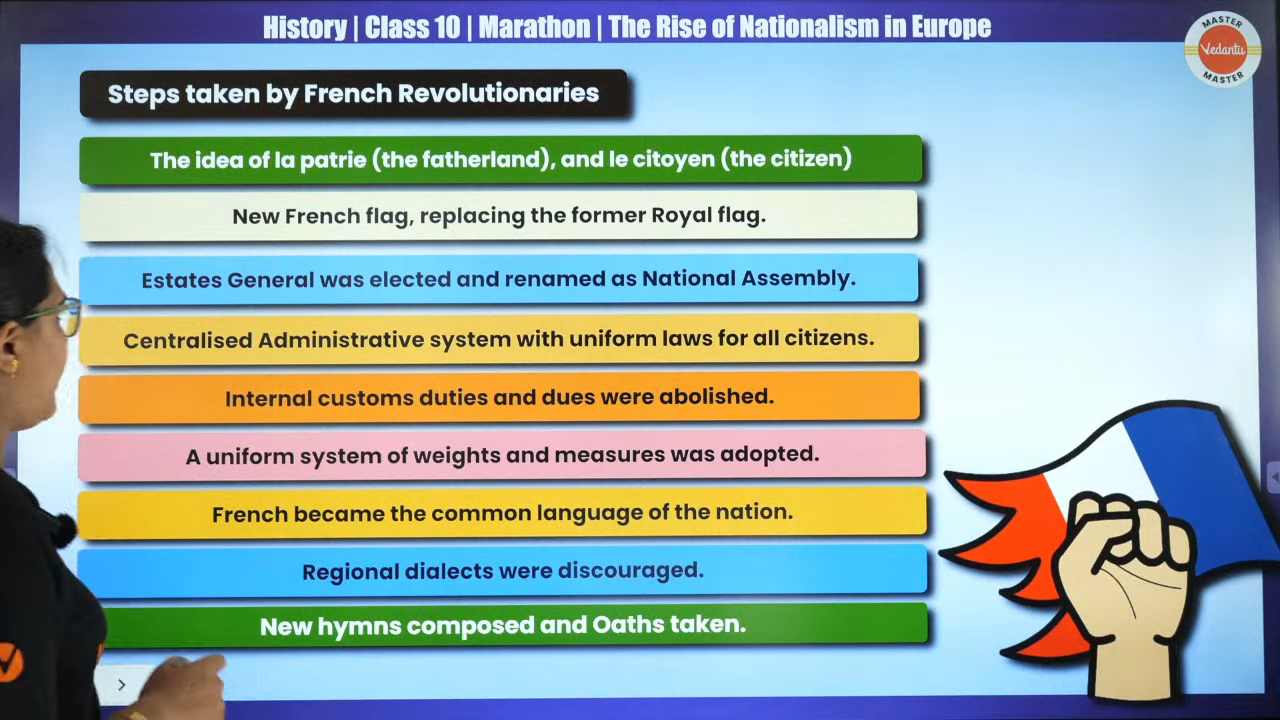 History | Class 10 | Marathon | The Rise of Nationalism in Europe
MASTER
Vedantu
MASTER
Steps taken by French Revolutionaries
The idea of la patrie (the fatherland), and le citoyen (the citizen)
New French flag, replacing the former Royal flag.
Estates General was elected and renamed as National Assembly.
Centralised Administrative system with uniform laws for all citizens.
Internal customs duties and dues were abolished.
A uniform system of weights and measures was adopted.
French became the common language of the nation.
Regional dialects were discouraged.
New hymns composed and Oaths taken.